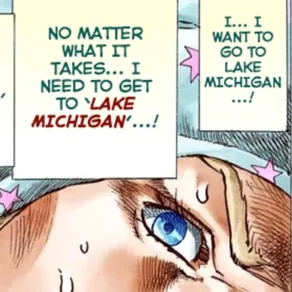 I... I
WANT TO
GO TO
LAKE
MICHIGAN
...!
NO MATTER
WHAT IT
TAKES... I
NEED TO GET
TO 'LAKE
MICHIGAN'...!